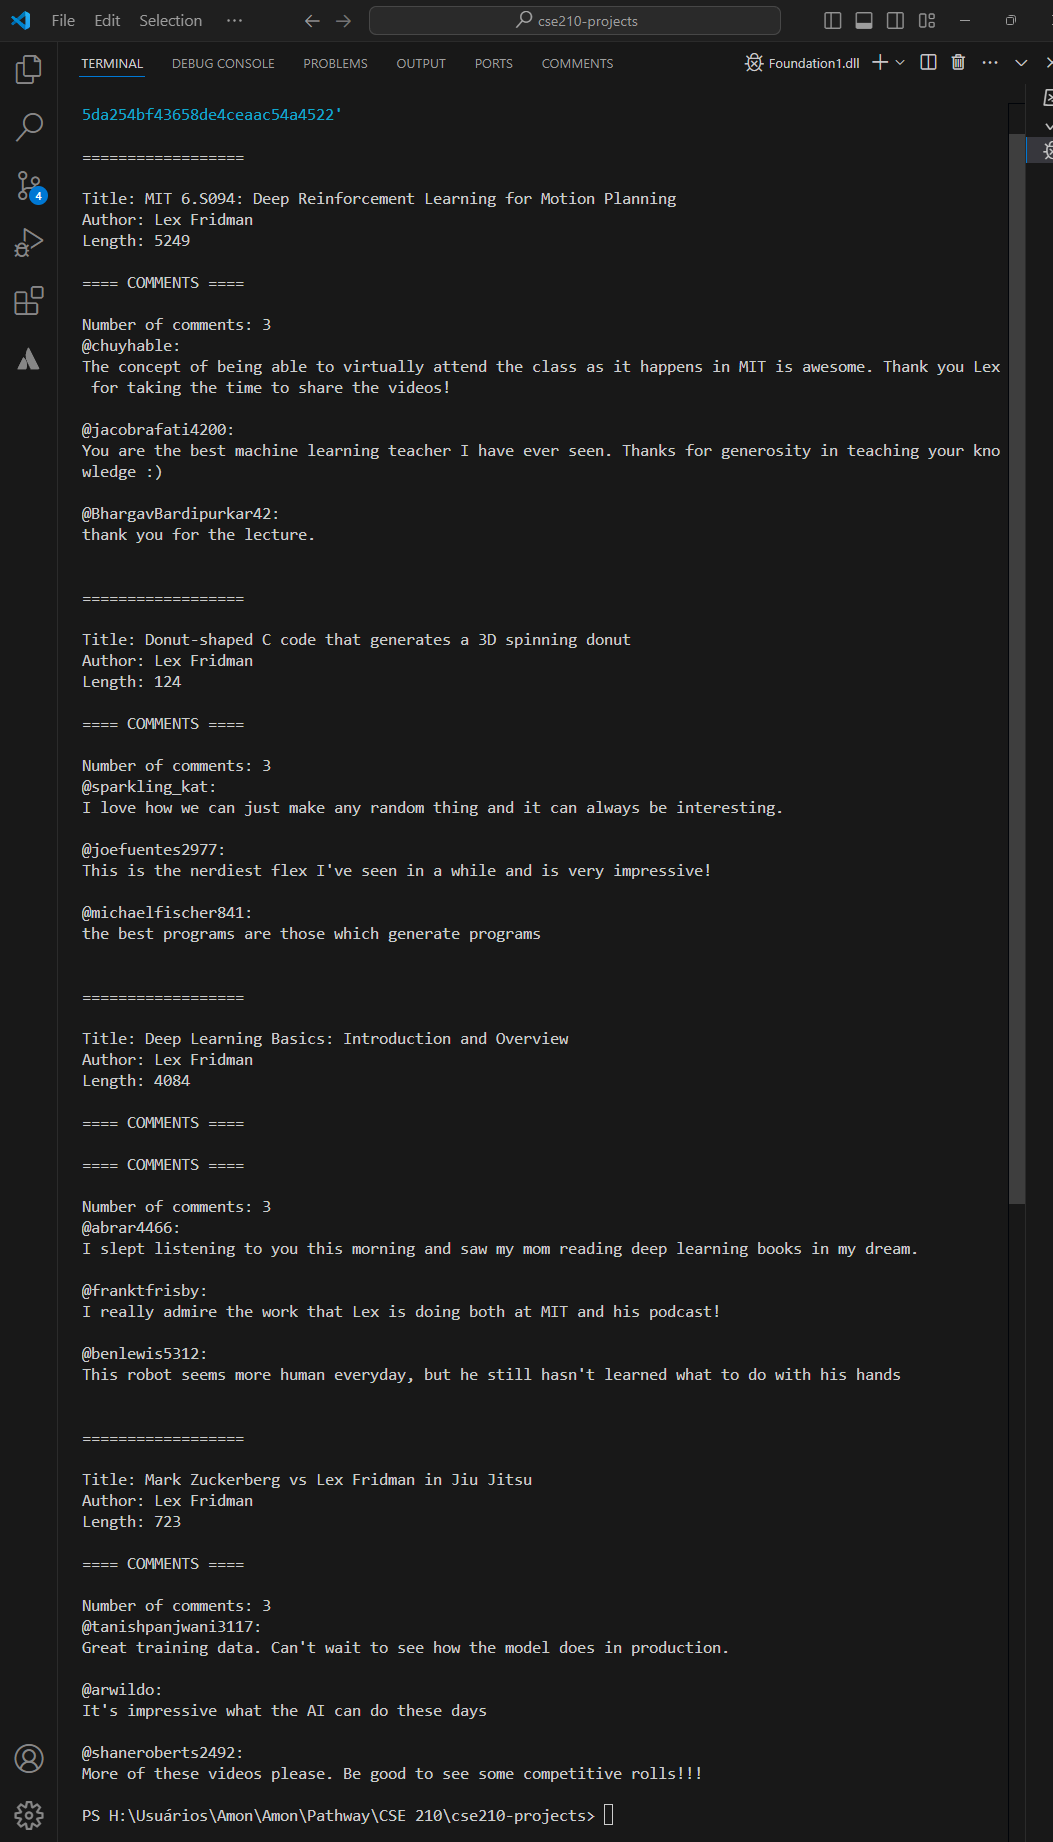 File Edit Selection ··· cse210-projects
TERMINAL DEBUG CONSOLE PROBLEMS OUTPUT PORTS COMMENTS Foundation1.dll
5da254bf43658de4ceaac54a4522'
==================
Title: MIT 6.S094: Deep Reinforcement Learning for Motion Planning
Author: Lex Fridman
Length: 5249
==== COMMENTS ====
Number of comments: 3
@chuyhable:
The concept of being able to virtually attend the class as it happens in MIT is awesome. Thank you Lex
for taking the time to share the videos!
@jacobrafati4200:
You are the best machine learning teacher I have ever seen. Thanks for generosity in teaching your kno
wledge :)
@BhargavBardipurkar42:
thank you for the lecture.
==================
Title: Donut-shaped C code that generates a 3D spinning donut
Author: Lex Fridman
Length: 124
==== COMMENTS ====
Number of comments: 3
@sparkling_kat:
I love how we can just make any random thing and it can always be interesting.
@joefuentes2977:
This is the nerdiest flex I've seen in a while and is very impressive!
@michaelfischer841:
the best programs are those which generate programs
==================
Title: Deep Learning Basics: Introduction and Overview
Author: Lex Fridman
Length: 4084
==== COMMENTS ====
==== COMMENTS ====
Number of comments: 3
@abrar4466:
I slept listening to you this morning and saw my mom reading deep learning books in my dream.
@franktfrisby:
I really admire the work that Lex is doing both at MIT and his podcast!
@benlewis5312:
This robot seems more human everyday, but he still hasn't learned what to do with his hands
==================
Title: Mark Zuckerberg vs Lex Fridman in Jiu Jitsu
Author: Lex Fridman
Length: 723
==== COMMENTS ====
Number of comments: 3
@tanishpanjwani3117:
Great training data. Can't wait to see how the model does in production.
@arwildo:
It's impressive what the AI can do these days
@shaneroberts2492:
More of these videos please. Be good to see some competitive rolls!!!
PS H:\Usuários\Amon\Amon\Pathway\CSE 210\cse210-projects>
4